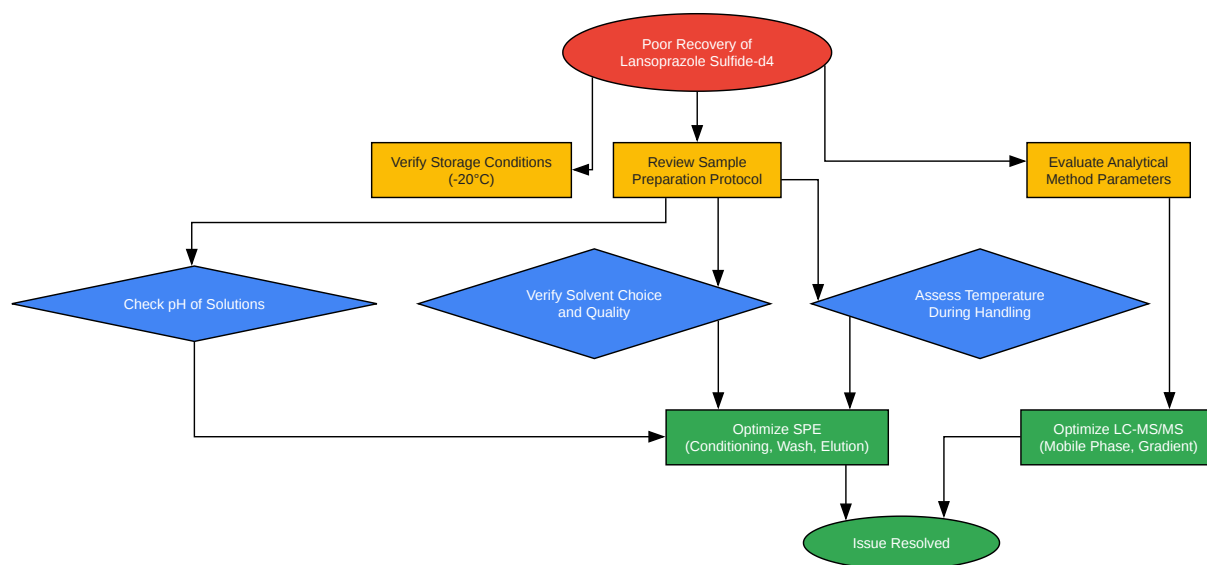 Poor Recovery of
Lansoprazole Sulfide-d4
Verify Storage Conditions
(-20°C)
Review Sample
Preparation Protocol
Evaluate Analytical
Method Parameters
Check pH of Solutions
Verify Solvent Choice
and Quality
Assess Temperature
During Handling
Optimize SPE
(Conditioning, Wash, Elution)
Optimize LC-MS/MS
(Mobile Phase, Gradient)
Issue Resolved